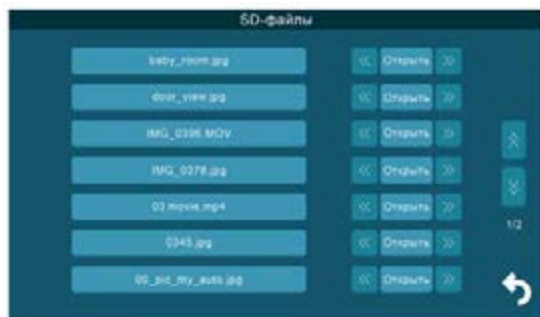 SD-файлы
baby_room.jpg << Открыть >>
door_view.jpg << Открыть >>
IMG_0396.MOV << Открыть >>
IMG_0378.jpg << Открыть >>
03 movie.mp4 << Открыть >>
0345.jpg << Открыть >>
00_pic_my_auto.jpg << Открыть >>
1/2